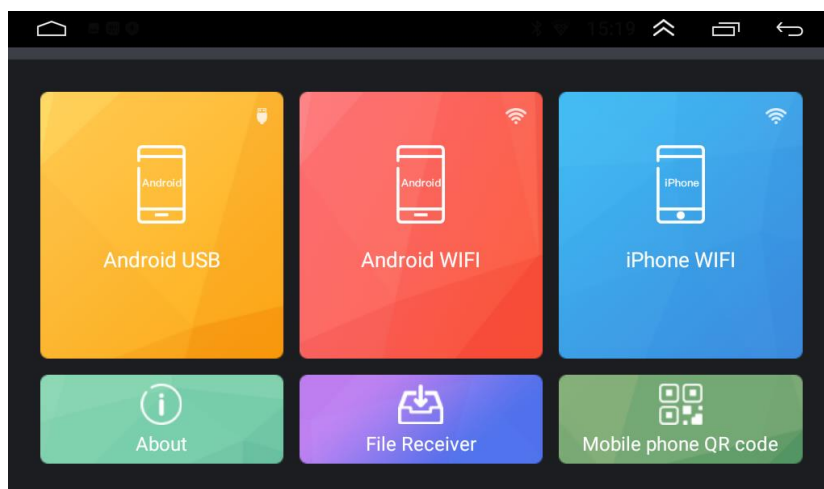 15:19
Android
Android USB
Android
Android WIFI
iPhone
iPhone WIFI
About
File Receiver
Mobile phone QR code